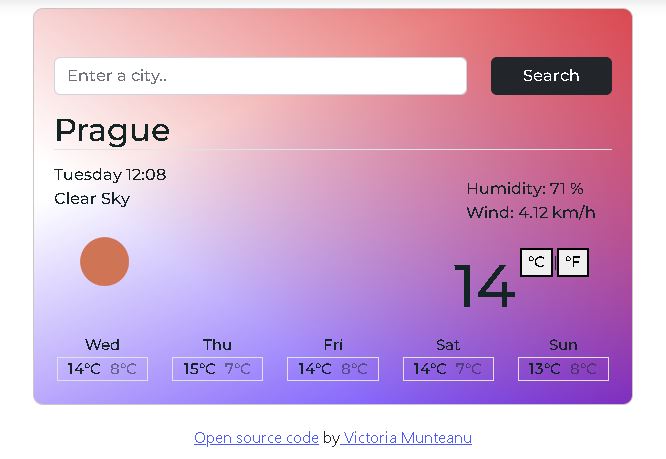 Enter a city..
Search
Prague
Tuesday 12:08
Clear Sky
Humidity: 71 %
Wind: 4.12 km/h
14 °C | °F
Wed Thu Fri Sat Sun
14°C 8°C 15°C 7°C 14°C 8°C 14°C 7°C 13°C 8°C
Open source code by Victoria Munteanu